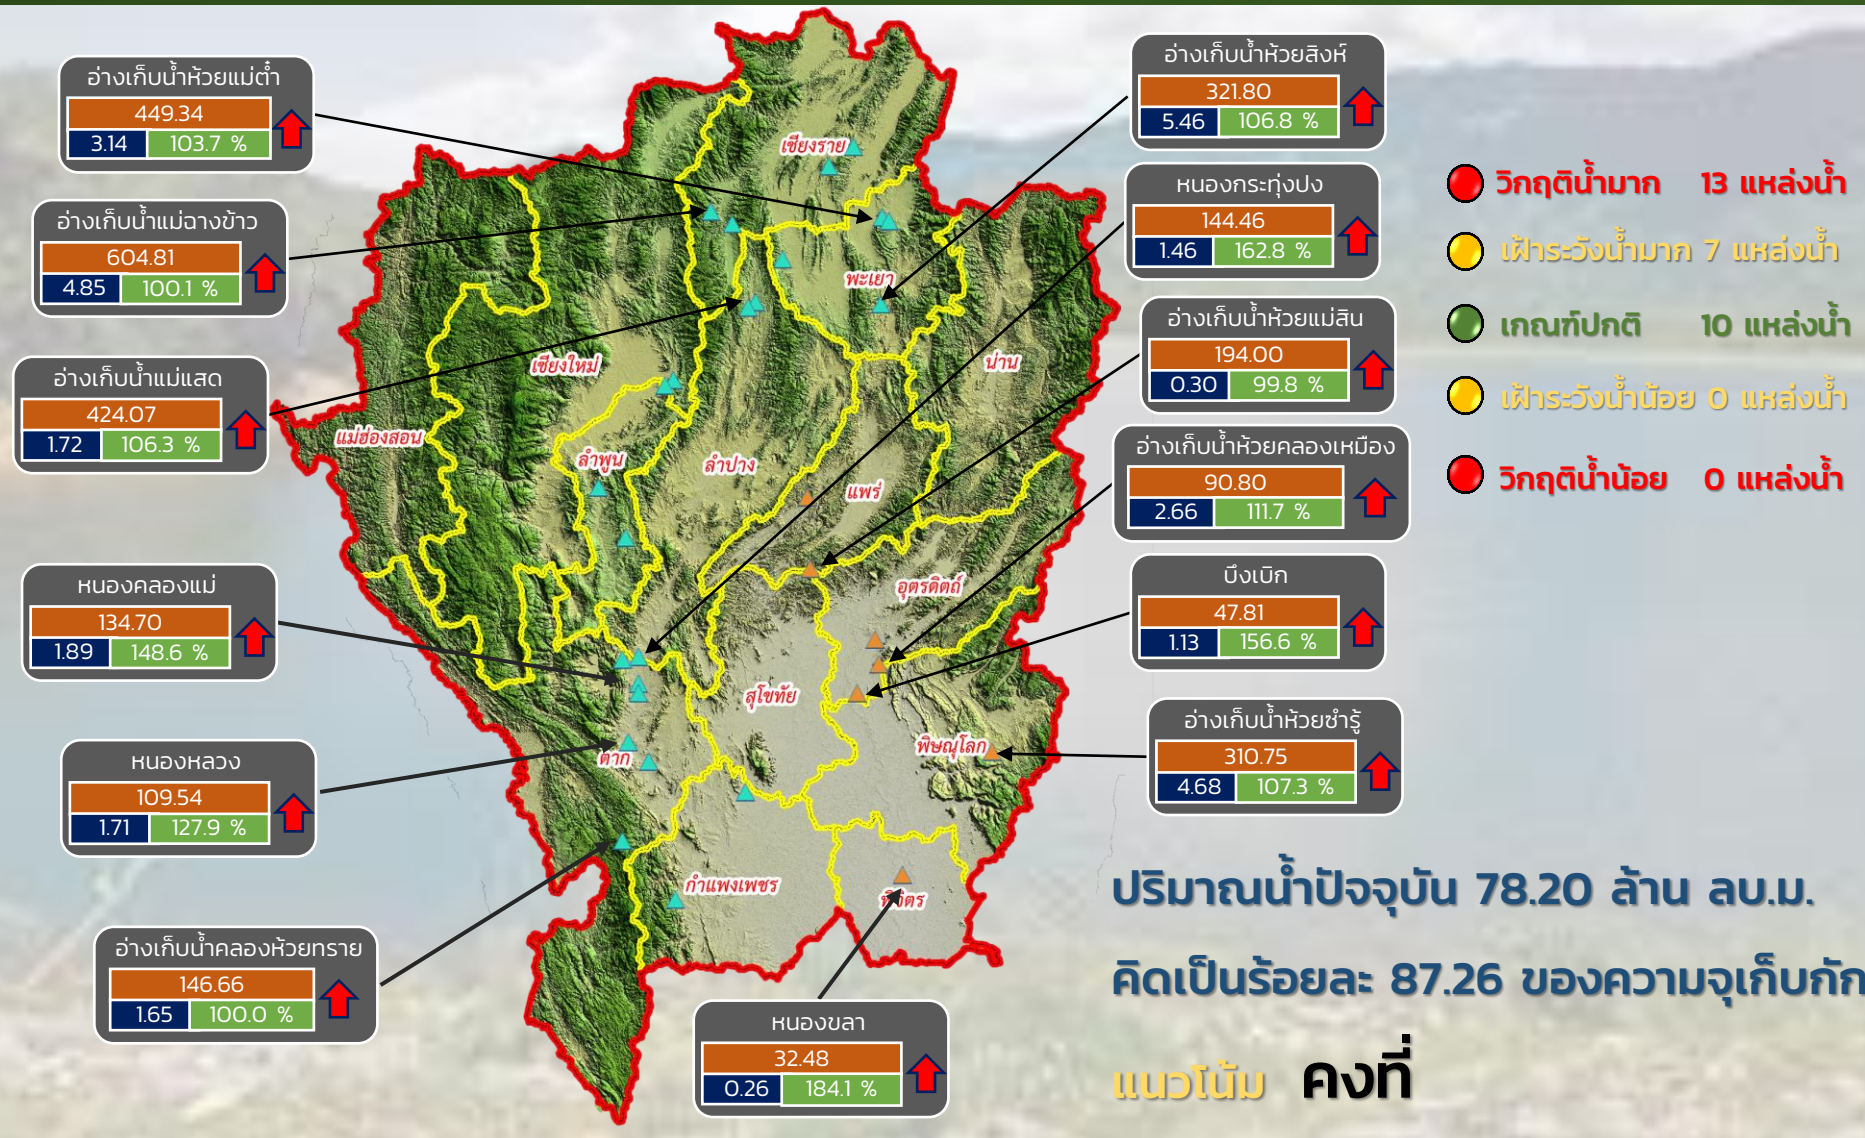 อ่างเก็บน้ำห้วยแม่ต๋ำ
449.34
3.14 103.7 %
อ่างเก็บน้ำแม่ฉางข้าว
604.81
4.85 100.1 %
อ่างเก็บน้ำแม่แสด
424.07
1.72 106.3 %
หนองคลองแม่
134.70
1.89 148.6 %
หนองหลวง
109.54
1.71 127.9 %
อ่างเก็บน้ำคลองห้วยทราย
146.66
1.65 100.0 %
หนองขลา
32.48
0.26 184.1 %
เชียงราย
พะเยา
น่าน
เชียงใหม่
แม่ฮ่องสอน
ลำพูน
ลำปาง
แพร่
อุตรดิตถ์
สุโขทัย
ตาก
พิษณุโลก
กำแพงเพชร
พิจิตร
อ่างเก็บน้ำห้วยสิงห์
321.80
5.46 106.8 %
หนองกระทุ่งปง
144.46
1.46 162.8 %
อ่างเก็บน้ำห้วยแม่สิน
194.00
0.30 99.8 %
อ่างเก็บน้ำห้วยคลองเหมือง
90.80
2.66 111.7 %
บึงเบิก
47.81
1.13 156.6 %
อ่างเก็บน้ำห้วยซำรู้
310.75
4.68 107.3 %
วิกฤติน้ำมาก 13 แหล่งน้ำ
เฝ้าระวังน้ำมาก 7 แหล่งน้ำ
เกณฑ์ปกติ 10 แหล่งน้ำ
เฝ้าระวังน้ำน้อย 0 แหล่งน้ำ
วิกฤติน้ำน้อย 0 แหล่งน้ำ
ปริมาณน้ำปัจจุบัน 78.20 ล้าน ลบ.ม.
คิดเป็นร้อยละ 87.26 ของความจุเก็บกัก
แนวโน้ม คงที่